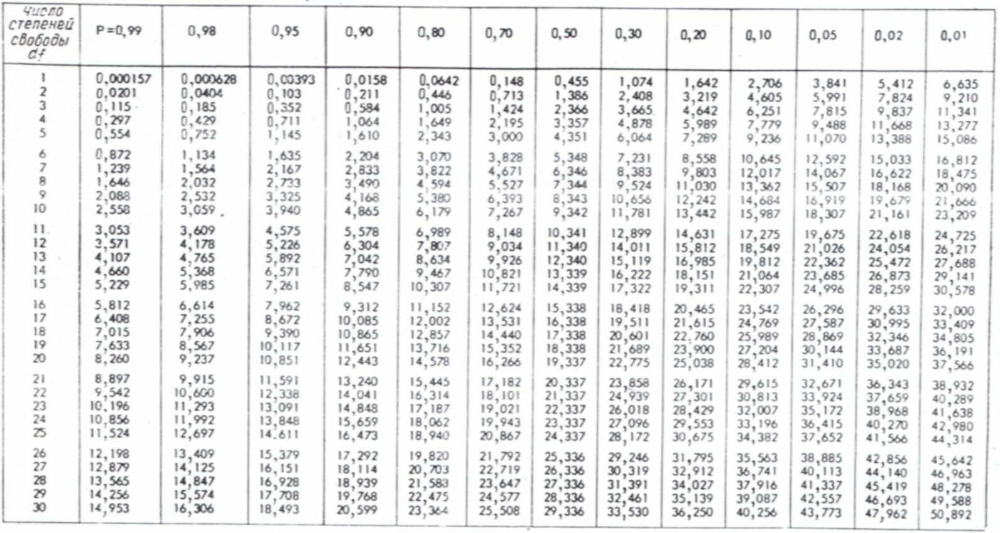 Число степеней свободы df P=0,99 0,98 0,95 0,90 0,80 0,70 0,50 0,30 0,20 0,10 0,05 0,02 0,01
1 0,000157 0,000628 0,00393 0,0158 0,0642 0,148 0,455 1,074 1,642 2,706 3,841 5,412 6,635
2 0,0201 0,0404 0,103 0,211 0,446 0,713 1,386 2,408 3,219 4,605 5,991 7,824 9,210
3 0,115 0,185 0,352 0,584 1,005 1,424 2,366 3,665 4,642 6,251 7,815 9,837 11,341
4 0,297 0,429 0,711 1,064 1,649 2,195 3,357 4,878 5,989 7,779 9,488 11,668 13,277
5 0,554 0,752 1,145 1,610 2,343 3,000 4,351 6,064 7,289 9,236 11,070 13,388 15,086
6 0,872 1,134 1,635 2,204 3,070 3,828 5,348 7,231 8,558 10,645 12,592 15,033 16,812
7 1,239 1,564 2,167 2,833 3,822 4,671 6,346 8,383 9,803 12,017 14,067 16,622 18,475
8 1,646 2,032 2,733 3,490 4,594 5,527 7,344 9,524 11,030 13,362 15,507 18,168 20,090
9 2,088 2,532 3,325 4,168 5,380 6,393 8,343 10,656 12,242 14,684 16,919 19,679 21,666
10 2,558 3,059 3,940 4,865 6,179 7,267 9,342 11,781 13,442 15,987 18,307 21,161 23,209
11 3,053 3,609 4,575 5,578 6,989 8,148 10,341 12,899 14,631 17,275 19,675 22,618 24,725
12 3,571 4,178 5,226 6,304 7,807 9,034 11,340 14,011 15,812 18,549 21,026 24,054 26,217
13 4,107 4,765 5,892 7,042 8,634 9,926 12,340 15,119 16,985 19,812 22,362 25,472 27,688
14 4,660 5,368 6,571 7,790 9,467 10,821 13,339 16,222 18,151 21,064 23,685 26,873 29,141
15 5,229 5,985 7,261 8,547 10,307 11,721 14,339 17,322 19,311 22,307 24,996 28,259 30,578
16 5,812 6,614 7,962 9,312 11,152 12,624 15,338 18,418 20,465 23,542 26,296 29,633 32,000
17 6,408 7,255 8,672 10,085 12,002 13,531 16,338 19,511 21,615 24,769 27,587 30,995 33,409
18 7,015 7,906 9,390 10,865 12,857 14,440 17,338 20,601 22,760 25,989 28,869 32,346 34,805
19 7,633 8,567 10,117 11,651 13,716 15,352 18,338 21,689 23,900 27,204 30,144 33,687 36,191
20 8,260 9,237 10,851 12,443 14,578 16,266 19,337 22,775 25,038 28,412 31,410 35,020 37,566
21 8,897 9,915 11,591 13,240 15,445 17,182 20,337 23,858 26,171 29,615 32,671 36,343 38,932
22 9,542 10,600 12,338 14,041 16,314 18,101 21,337 24,939 27,301 30,813 33,924 37,659 40,289
23 10,196 11,293 13,091 14,848 17,187 19,021 22,337 26,018 28,429 32,007 35,172 38,968 41,638
24 10,856 11,992 13,848 15,659 18,062 19,943 23,337 27,096 29,553 33,196 36,415 40,270 42,980
25 11,524 12,697 14,611 16,473 18,940 20,867 24,337 28,172 30,675 34,382 37,652 41,566 44,314
26 12,198 13,409 15,379 17,292 19,820 21,792 25,336 29,246 31,795 35,563 38,885 42,856 45,642
27 12,879 14,125 16,151 18,114 20,703 22,719 26,336 30,319 32,912 36,741 40,113 44,140 46,963
28 13,565 14,847 16,928 18,939 21,583 23,647 27,336 31,391 34,027 37,916 41,337 45,419 48,278
29 14,256 15,574 17,708 19,768 22,475 24,577 28,336 32,461 35,139 39,087 42,557 46,693 49,588
30 14,953 16,306 18,493 20,599 23,364 25,508 29,336 33,530 36,250 40,256 43,773 47,962 50,892